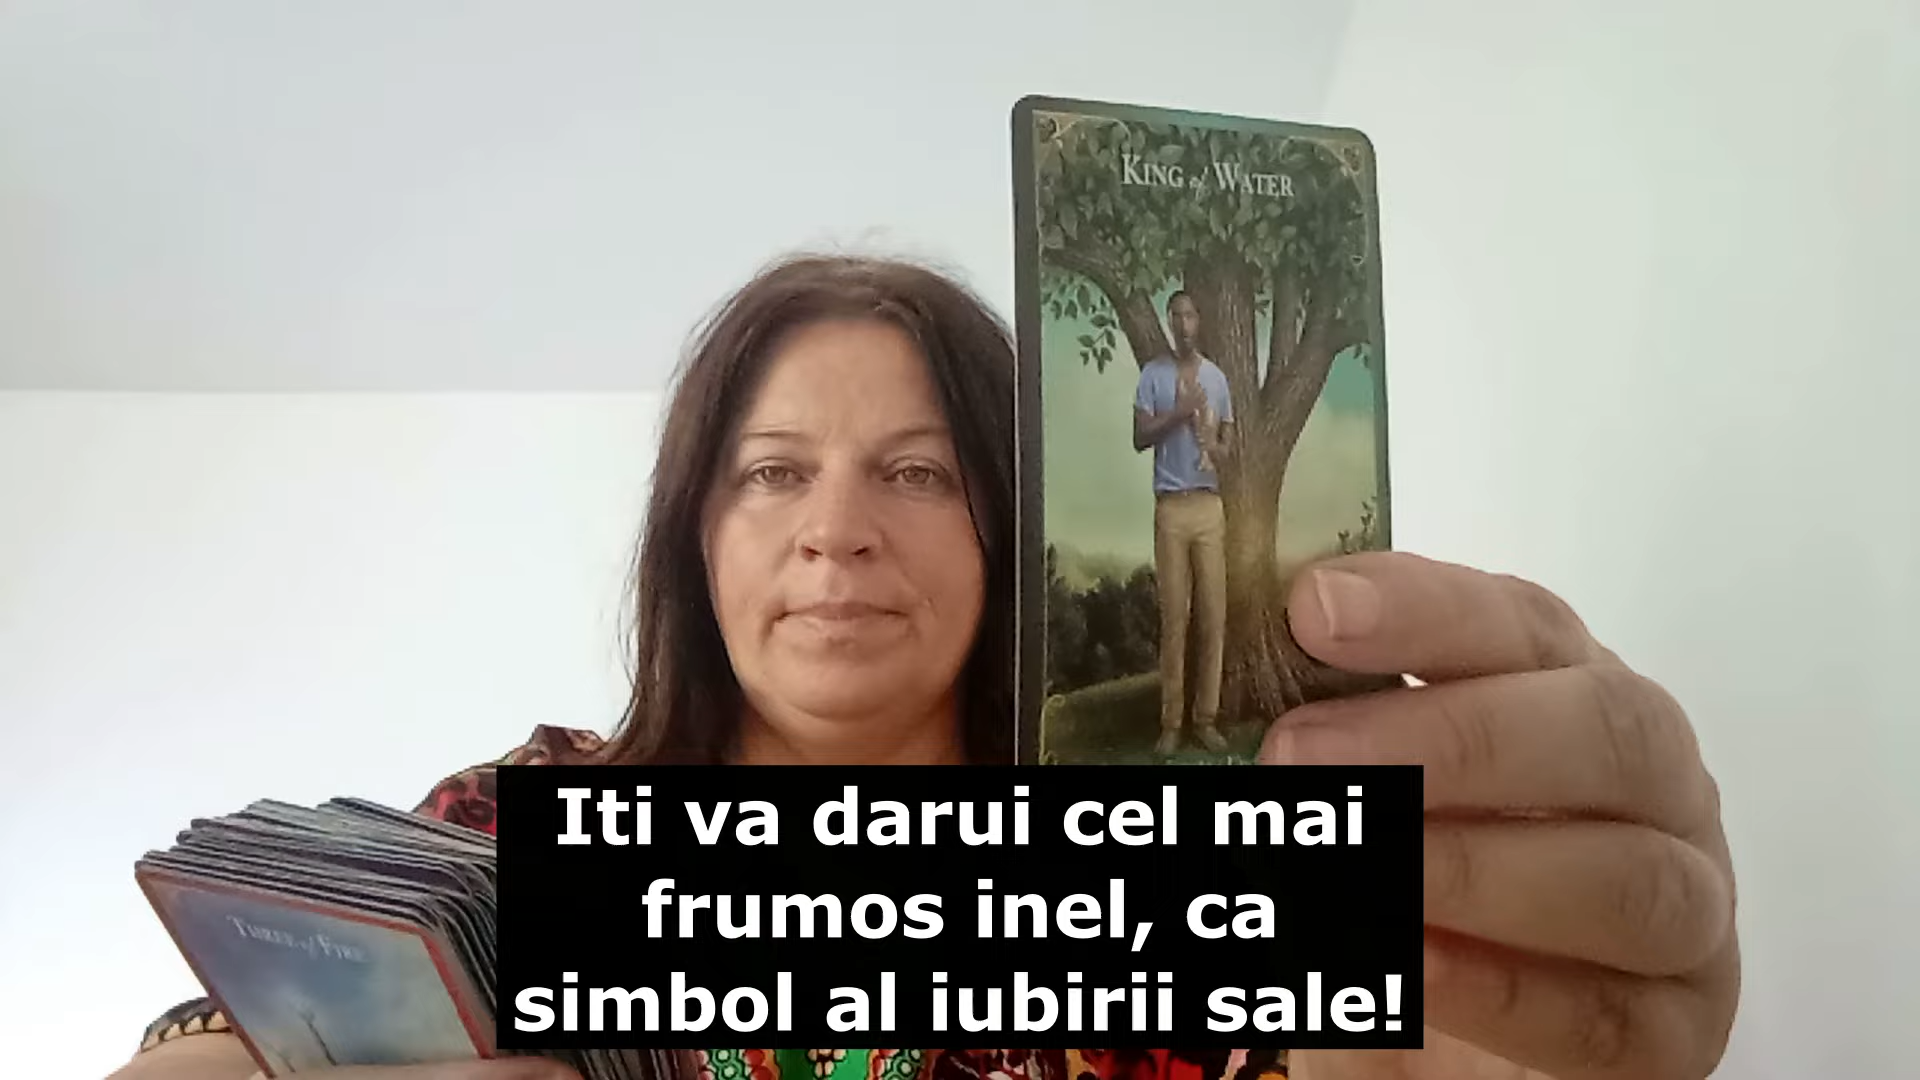 KING of WATER
THREE of FIRE
Iti va darui cel mai
frumos inel, ca
simbol al iubirii sale!